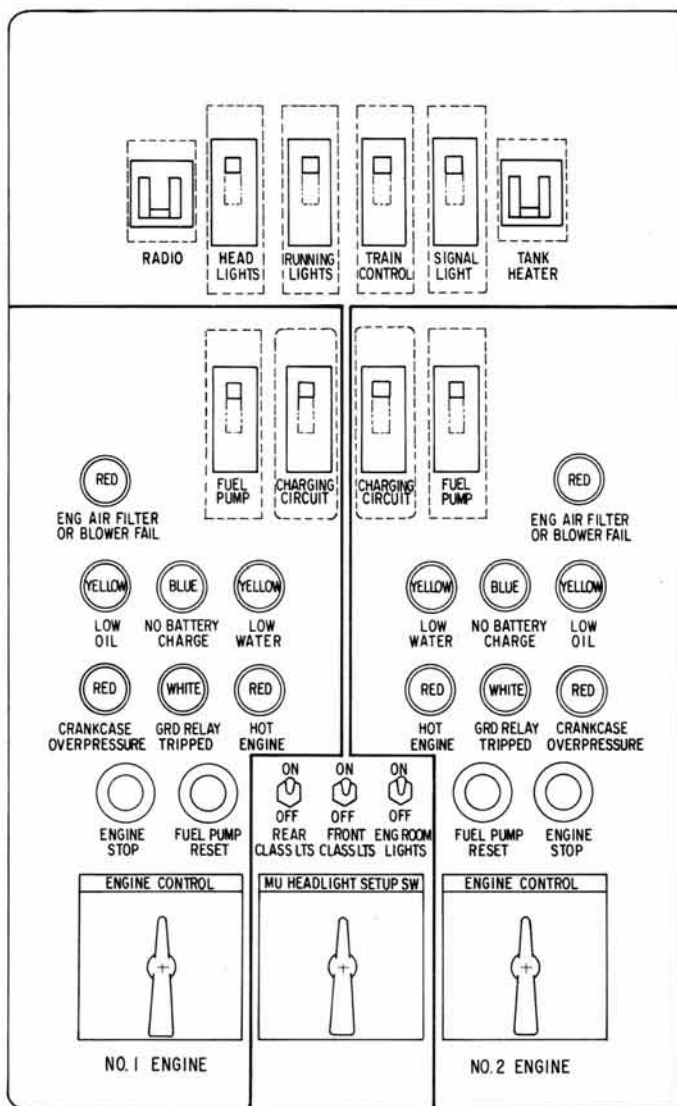 RADIO
HEAD
LIGHTS
RUNNING
LIGHTS
TRAIN
CONTROL
SIGNAL
LIGHT
TANK
HEATER
FUEL
PUMP
CHARGING
CIRCUIT
CHARGING
CIRCUIT
FUEL
PUMP
RED
ENG AIR FILTER
OR BLOWER FAIL
RED
ENG AIR FILTER
OR BLOWER FAIL
YELLOW
LOW
OIL
BLUE
NO BATTERY
CHARGE
YELLOW
LOW
WATER
YELLOW
LOW
WATER
BLUE
NO BATTERY
CHARGE
YELLOW
LOW
OIL
RED
CRANKCASE
OVERPRESSURE
WHITE
GRD RELAY
TRIPPED
RED
HOT
ENGINE
RED
HOT
ENGINE
WHITE
GRD RELAY
TRIPPED
RED
CRANKCASE
OVERPRESSURE
ENGINE
STOP
FUEL PUMP
RESET
ON
OFF
REAR
CLASS LTS
ON
OFF
FRONT
CLASS LTS
ON
OFF
ENG ROOM
LIGHTS
FUEL PUMP
RESET
ENGINE
STOP
ENGINE CONTROL
MU HEADLIGHT SETUP SW
ENGINE CONTROL
NO. 1 ENGINE
NO. 2 ENGINE